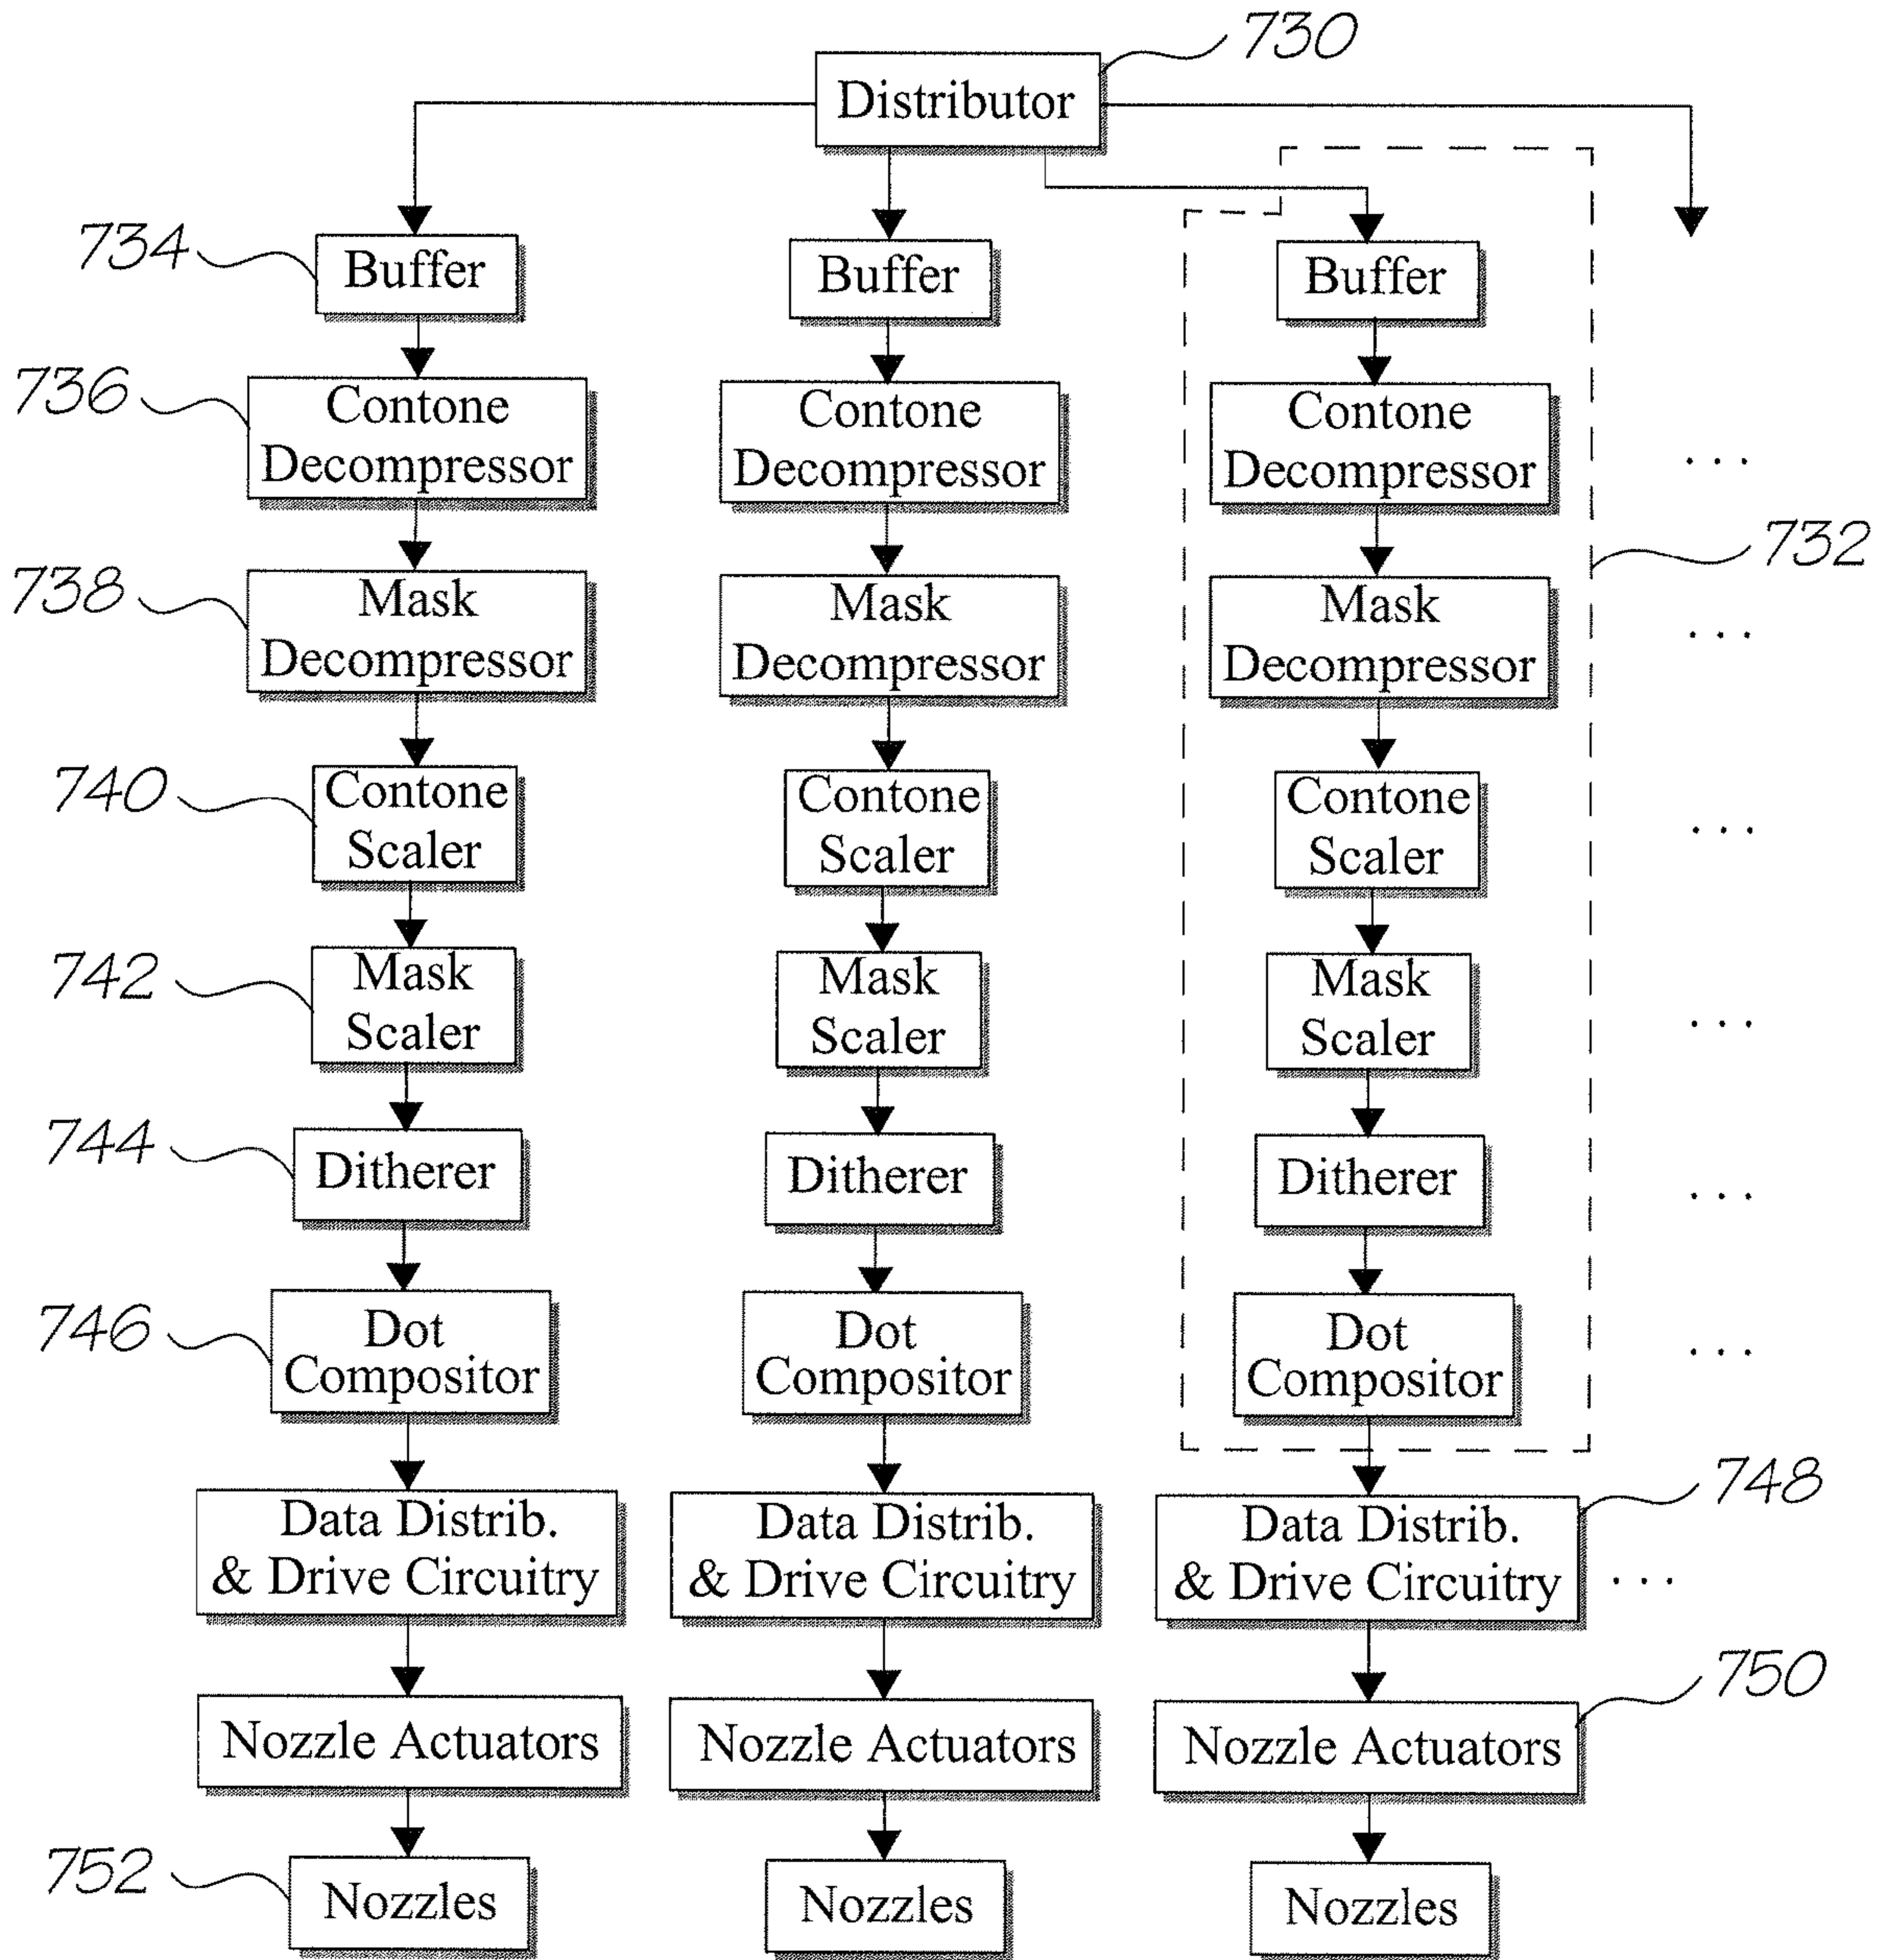 730
Distributor
734
Buffer
Buffer
Buffer
736
Contone
Decompressor
Contone
Decompressor
Contone
Decompressor
...
732
738
Mask
Decompressor
Mask
Decompressor
Mask
Decompressor
...
740
Contone
Scaler
Contone
Scaler
Contone
Scaler
...
742
Mask
Scaler
Mask
Scaler
Mask
Scaler
...
744
Ditherer
Ditherer
Ditherer
...
746
Dot
Compositor
Dot
Compositor
Dot
Compositor
...
748
Data Distrib.
& Drive Circuitry
Data Distrib.
& Drive Circuitry
Data Distrib.
& Drive Circuitry
...
750
Nozzle Actuators
Nozzle Actuators
Nozzle Actuators
752
Nozzles
Nozzles
Nozzles